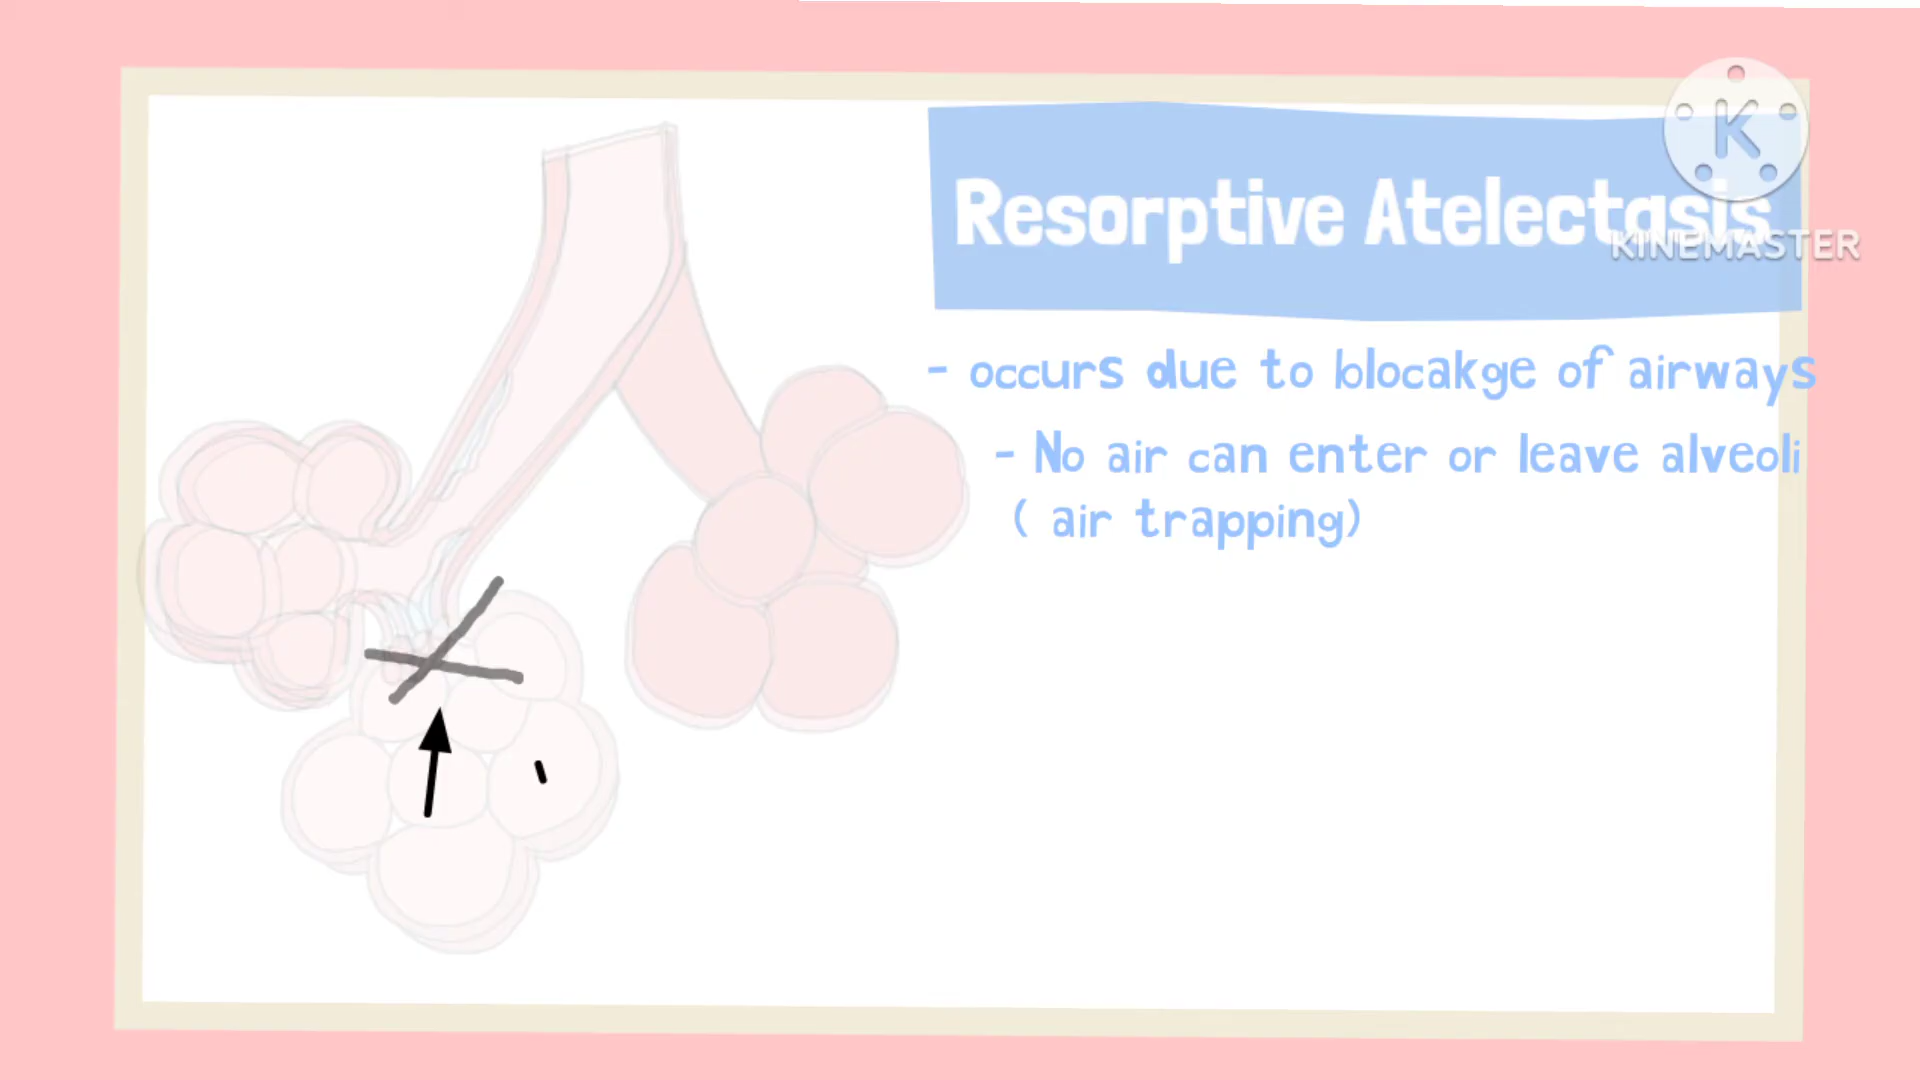 Resorptive Atelectasis
K
KINEMASTER
- occurs due to blocakge of airways
- No air can enter or leave alveoli
( air trapping)